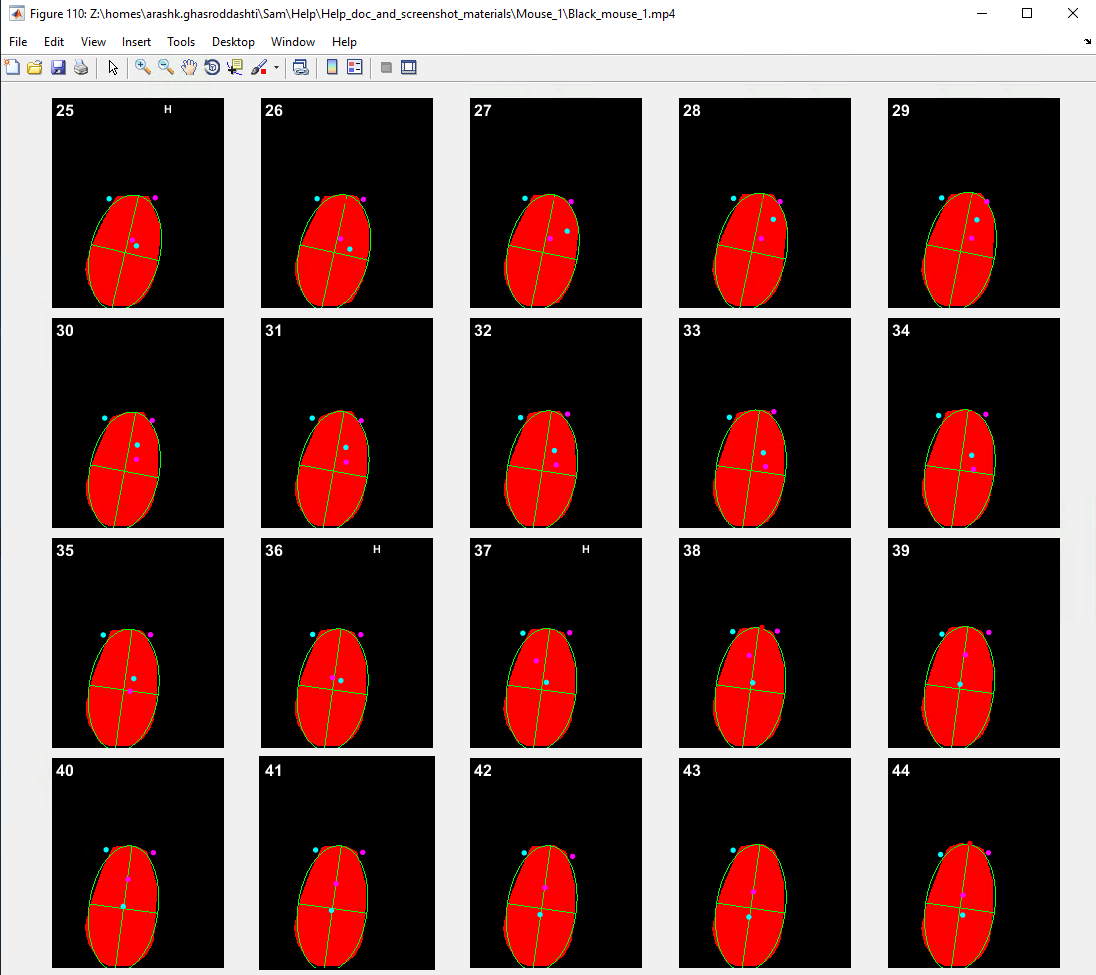 Figure 110: Z:\homes\arashk.ghasroddashti\Sam\Help\Help_doc_and_screenshot_materials\Mouse_1\Black_mouse_1.mp4
File Edit View Insert Tools Desktop Window Help
25 H 26 27 28 29
30 31 32 33 34
35 36 H 37 H 38 39
40 41 42 43 44